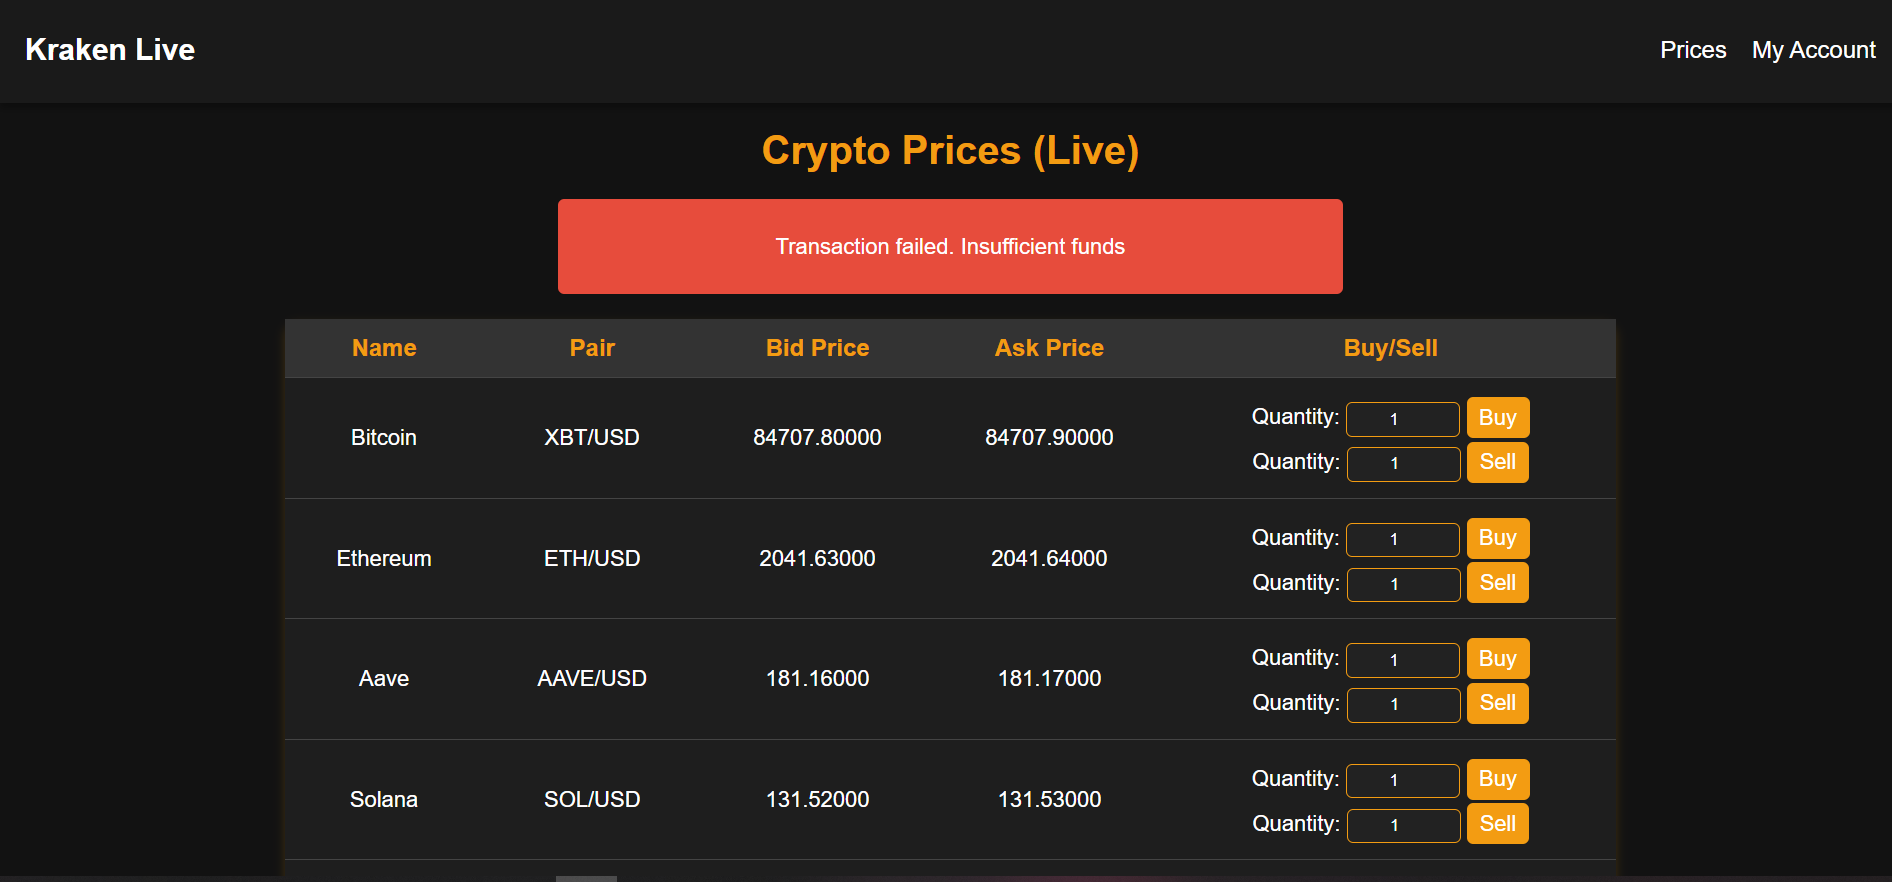 Kraken Live Prices My Account
Crypto Prices (Live)
Transaction failed. Insufficient funds
Name Pair Bid Price Ask Price Buy/Sell
Quantity: 1 Buy
Bitcoin XBT/USD 84707.80000 84707.90000
Quantity: 1 Sell
Quantity: 1 Buy
Ethereum ETH/USD 2041.63000 2041.64000
Quantity: 1 Sell
Quantity: 1 Buy
Aave AAVE/USD 181.16000 181.17000
Quantity: 1 Sell
Quantity: 1 Buy
Solana SOL/USD 131.52000 131.53000
Quantity: 1 Sell